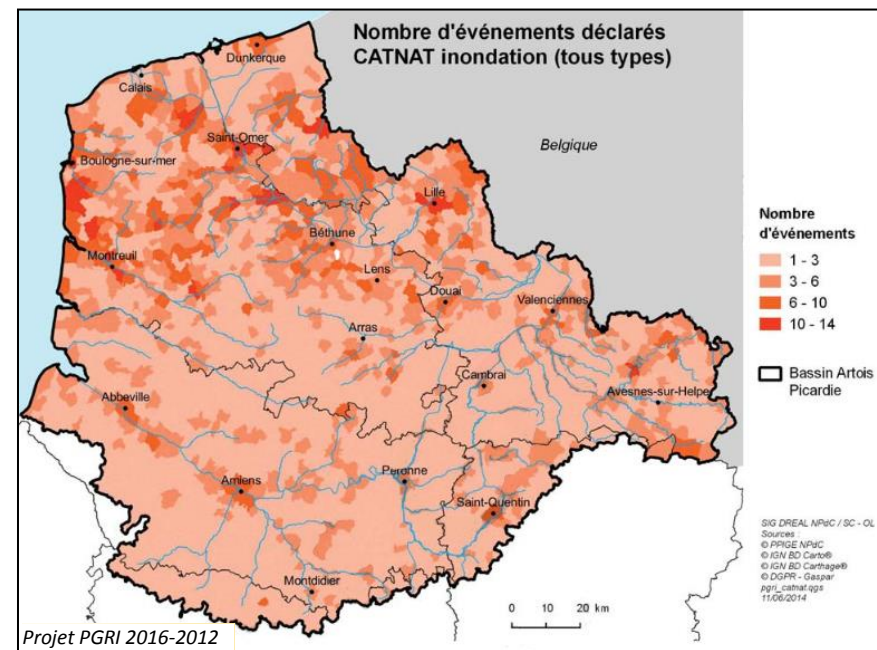 Nombre d'événements déclarés
CATNAT inondation (tous types)
Dunkerque
Calais
Saint-Omer
Belgique
Boulogne-sur-mer
Lille
Béthune
Montreuil
Lens
Douai
Valenciennes
Arras
Cambrai
Avesnes-sur-Helpe
Abbeville
Amiens
Peronne
Saint-Quentin
Montdidier
Nombre
d'événements
1 - 3
3 - 6
6 - 10
10 - 14
Bassin Artois
Picardie
SIG DREAL NPdC / SC - OL
Sources :
© PPIGE NPdC
© IGN BD Carto®
© IGN BD Carthage®
© DGPR - Gaspar
pgri_catnat.qgs
11/06/2014
0 10 20 km
Projet PGRI 2016-2012